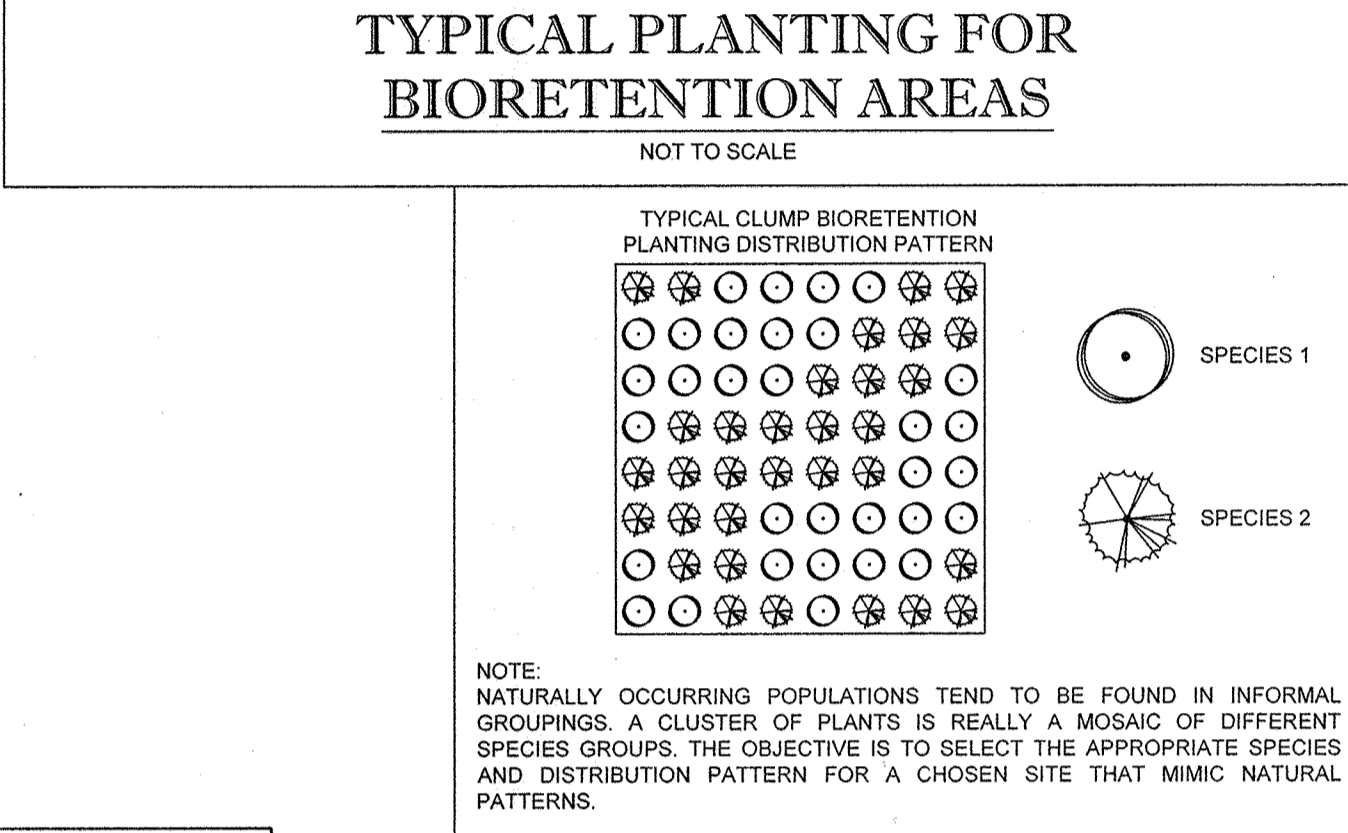 TYPICAL PLANTING FOR
BIORETENTION AREAS
NOT TO SCALE
TYPICAL CLUMP BIORETENTION
PLANTING DISTRIBUTION PATTERN
SPECIES 1
SPECIES 2
NOTE:
NATURALLY OCCURRING POPULATIONS TEND TO BE FOUND IN INFORMAL
GROUPINGS. A CLUSTER OF PLANTS IS REALLY A MOSAIC OF DIFFERENT
SPECIES GROUPS. THE OBJECTIVE IS TO SELECT THE APPROPRIATE SPECIES
AND DISTRIBUTION PATTERN FOR A CHOSEN SITE THAT MIMIC NATURAL
PATTERNS.